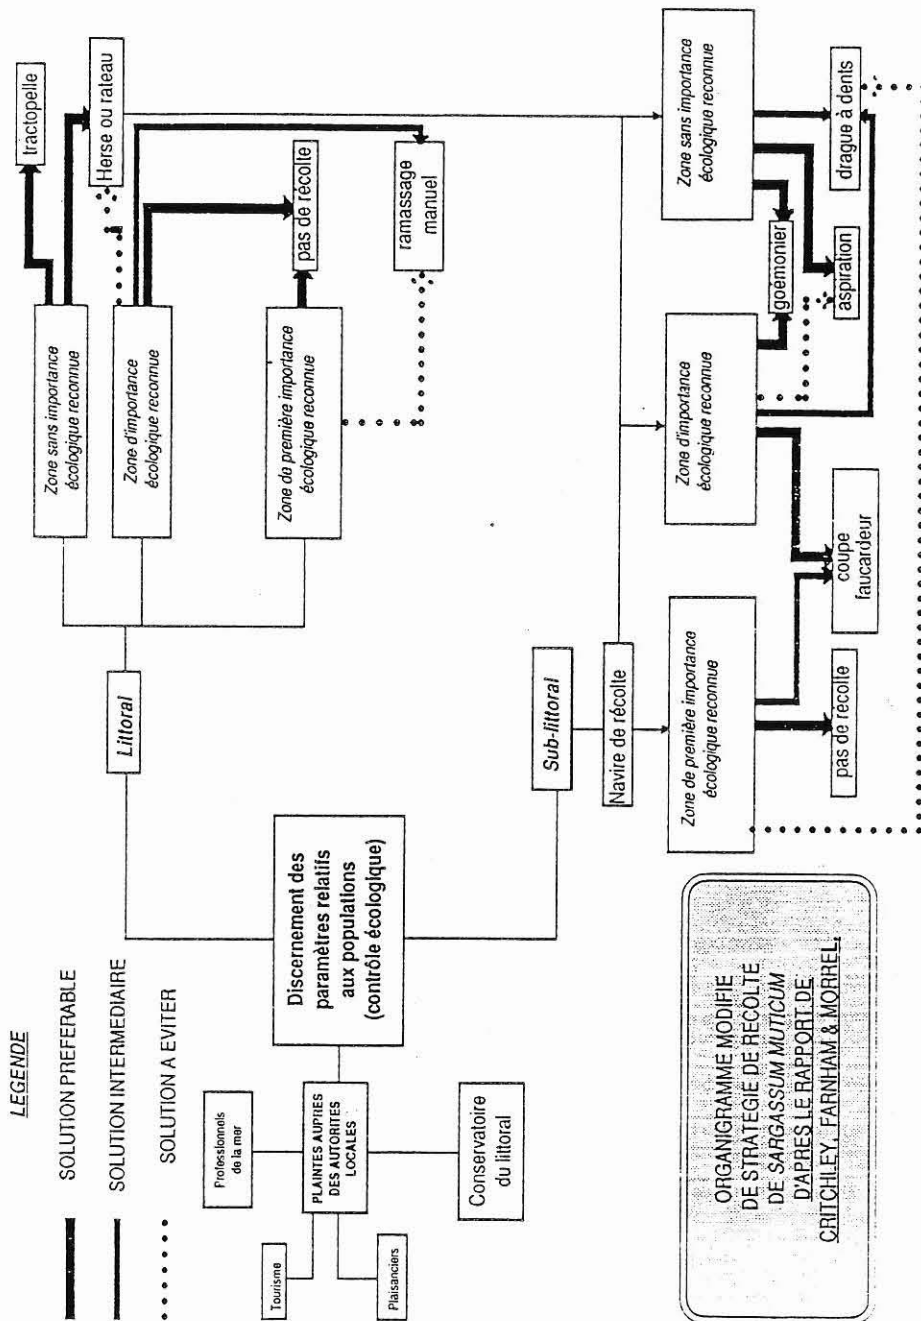 LEGENDE
SOLUTION PREFERABLE
SOLUTION INTERMEDIAIRE
SOLUTION A EVITER
Tourisme
Professionnels
de la mer
Plaisanciers
PLAINTES AUPRES
DES AUTORITES
LOCALES
Conservatoire
du littoral
Discernement des
paramètres relatifs
aux populations
(contrôle écologique)
Littoral
Zone sans importance
écologique reconnue
Zone d'importance
écologique reconnue
Zone de première importance
écologique reconnue
tractopelle
Herse ou rateau
pas de récolte
ramassage
manuel
Sub-littoral
Navire de récolte
Zone de première importance
écologique reconnue
Zone d'importance
écologique reconnue
Zone sans importance
écologique reconnue
pas de récolte
coupe
faucardeur
goemonier
aspiration
drague à dents
ORGANIGRAMME MODIFIE
DE STRATEGIE DE RECOLTE
DE SARGASSUM MUTICUM
D'APRES LE RAPPORT DE
CRITCHLEY, FARNHAM & MORREL.